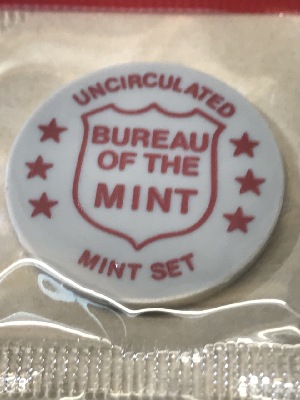 UNCIRCULATED
BUREAU
OF THE
MINT
MINT SET